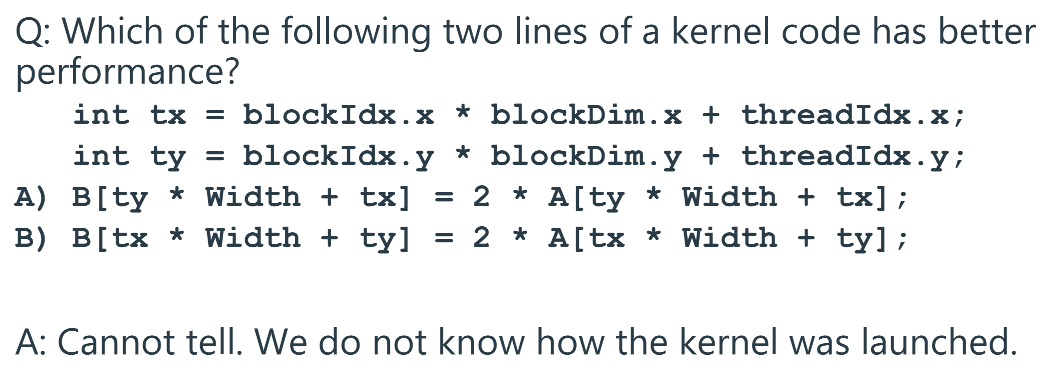 Q: Which of the following two lines of a kernel code has better
performance?
int tx = blockIdx.x * blockDim.x + threadIdx.x;
int ty = blockIdx.y * blockDim.y + threadIdx.y;
A) B[ty * Width + tx] = 2 * A[ty * Width + tx];
B) B[tx * Width + ty] = 2 * A[tx * Width + ty];
A: Cannot tell. We do not know how the kernel was launched.